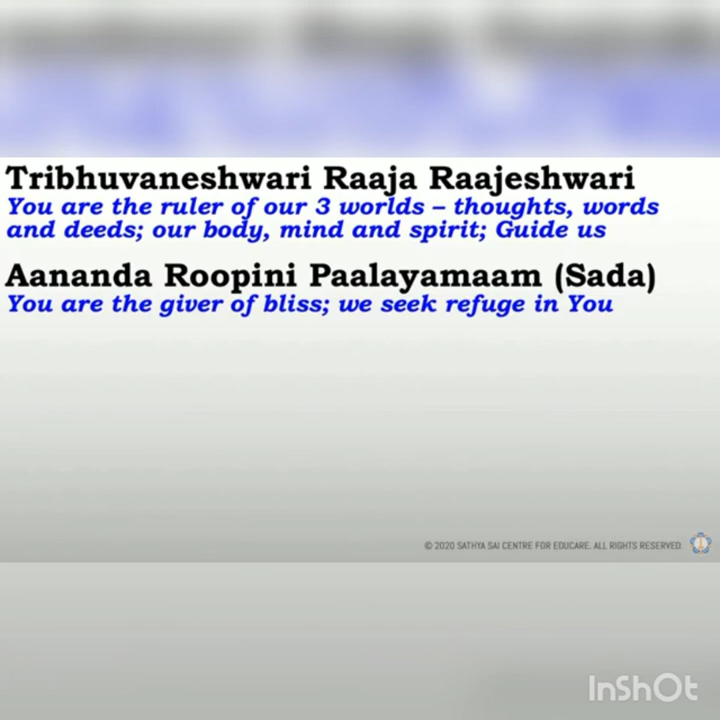 Tribhuvaneshwari Raaja Raajeshwari
You are the ruler of our 3 worlds – thoughts, words
and deeds; our body, mind and spirit; Guide us
Aananda Roopini Paalayamaam (Sada)
You are the giver of bliss; we seek refuge in You
© 2020 SATHYA SAI CENTRE FOR EDUCARE. ALL RIGHTS RESERVED.
InShOt